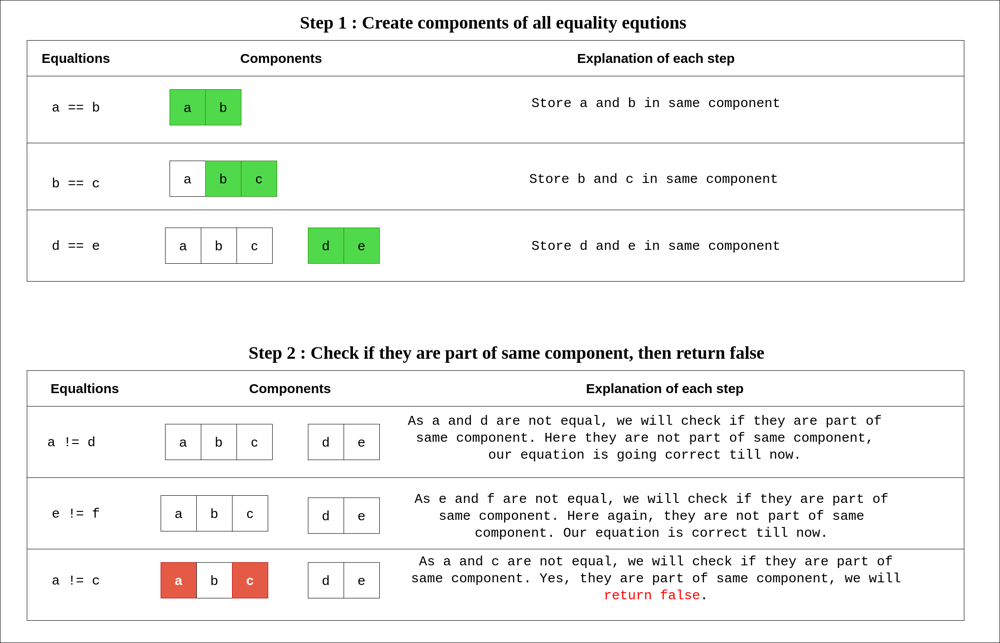 Step 1 : Create components of all equality equtions
Equaltions Components Explanation of each step
a == b a b Store a and b in same component
b == c a b c Store b and c in same component
d == e a b c d e Store d and e in same component
Step 2 : Check if they are part of same component, then return false
Equaltions Components Explanation of each step
a != d a b c d e
As a and d are not equal, we will check if they are part of
same component. Here they are not part of same component,
our equation is going correct till now.
e != f a b c d e
As e and f are not equal, we will check if they are part of
same component. Here again, they are not part of same
component. Our equation is correct till now.
a != c a b c d e
As a and c are not equal, we will check if they are part of
same component. Yes, they are part of same component, we will
return false.